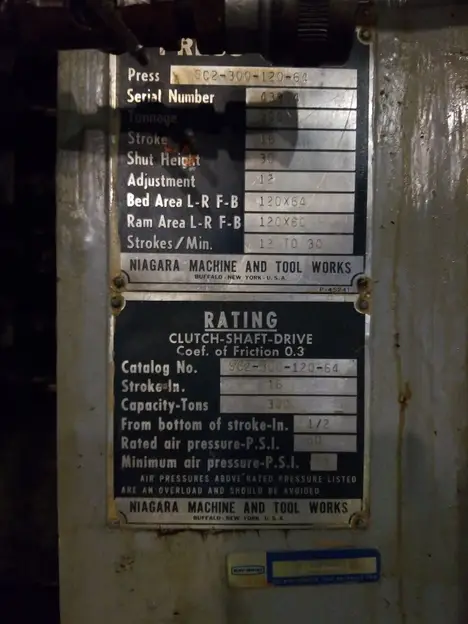 PRESS
Press SC2-300-120-64
Serial Number
Tonnage
Stroke 16
Shut Height
Adjustment 12
Bed Area L-R F-B 120X64
Ram Area L-R F-B 120X60
Strokes/Min. 12 TO 30
NIAGARA MACHINE AND TOOL WORKS
BUFFALO-NEW YORK-U.S.A.
RATING
CLUTCH-SHAFT-DRIVE
Coef. of Friction 0.3
Catalog No. SC2-300-120-64
Stroke-In. 16
Capacity-Tons 300
From bottom of stroke-In. 1/2
Rated air pressure-P.S.I. 60
Minimum air pressure-P.S.I.
AIR PRESSURES ABOVE RATED PRESSURE LISTED
ARE AN OVERLOAD AND SHOULD BE AVOIDED
NIAGARA MACHINE AND TOOL WORKS
BUFFALO-NEW YORK-U.S.A.